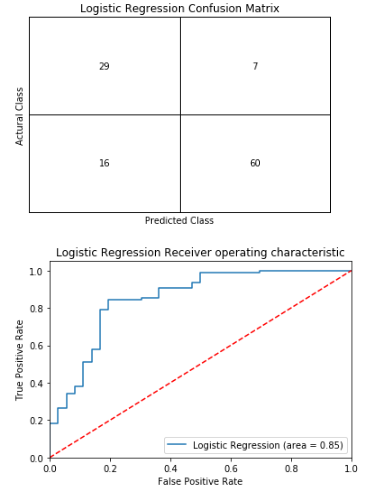 Logistic Regression Confusion Matrix
29 7
Actural Class
16 60
Predicted Class
Logistic Regression Receiver operating characteristic
1.0
0.8
0.6
0.4
0.2
0.0
True Positive Rate
Logistic Regression (area = 0.85)
0.0 0.2 0.4 0.6 0.8 1.0
False Positive Rate